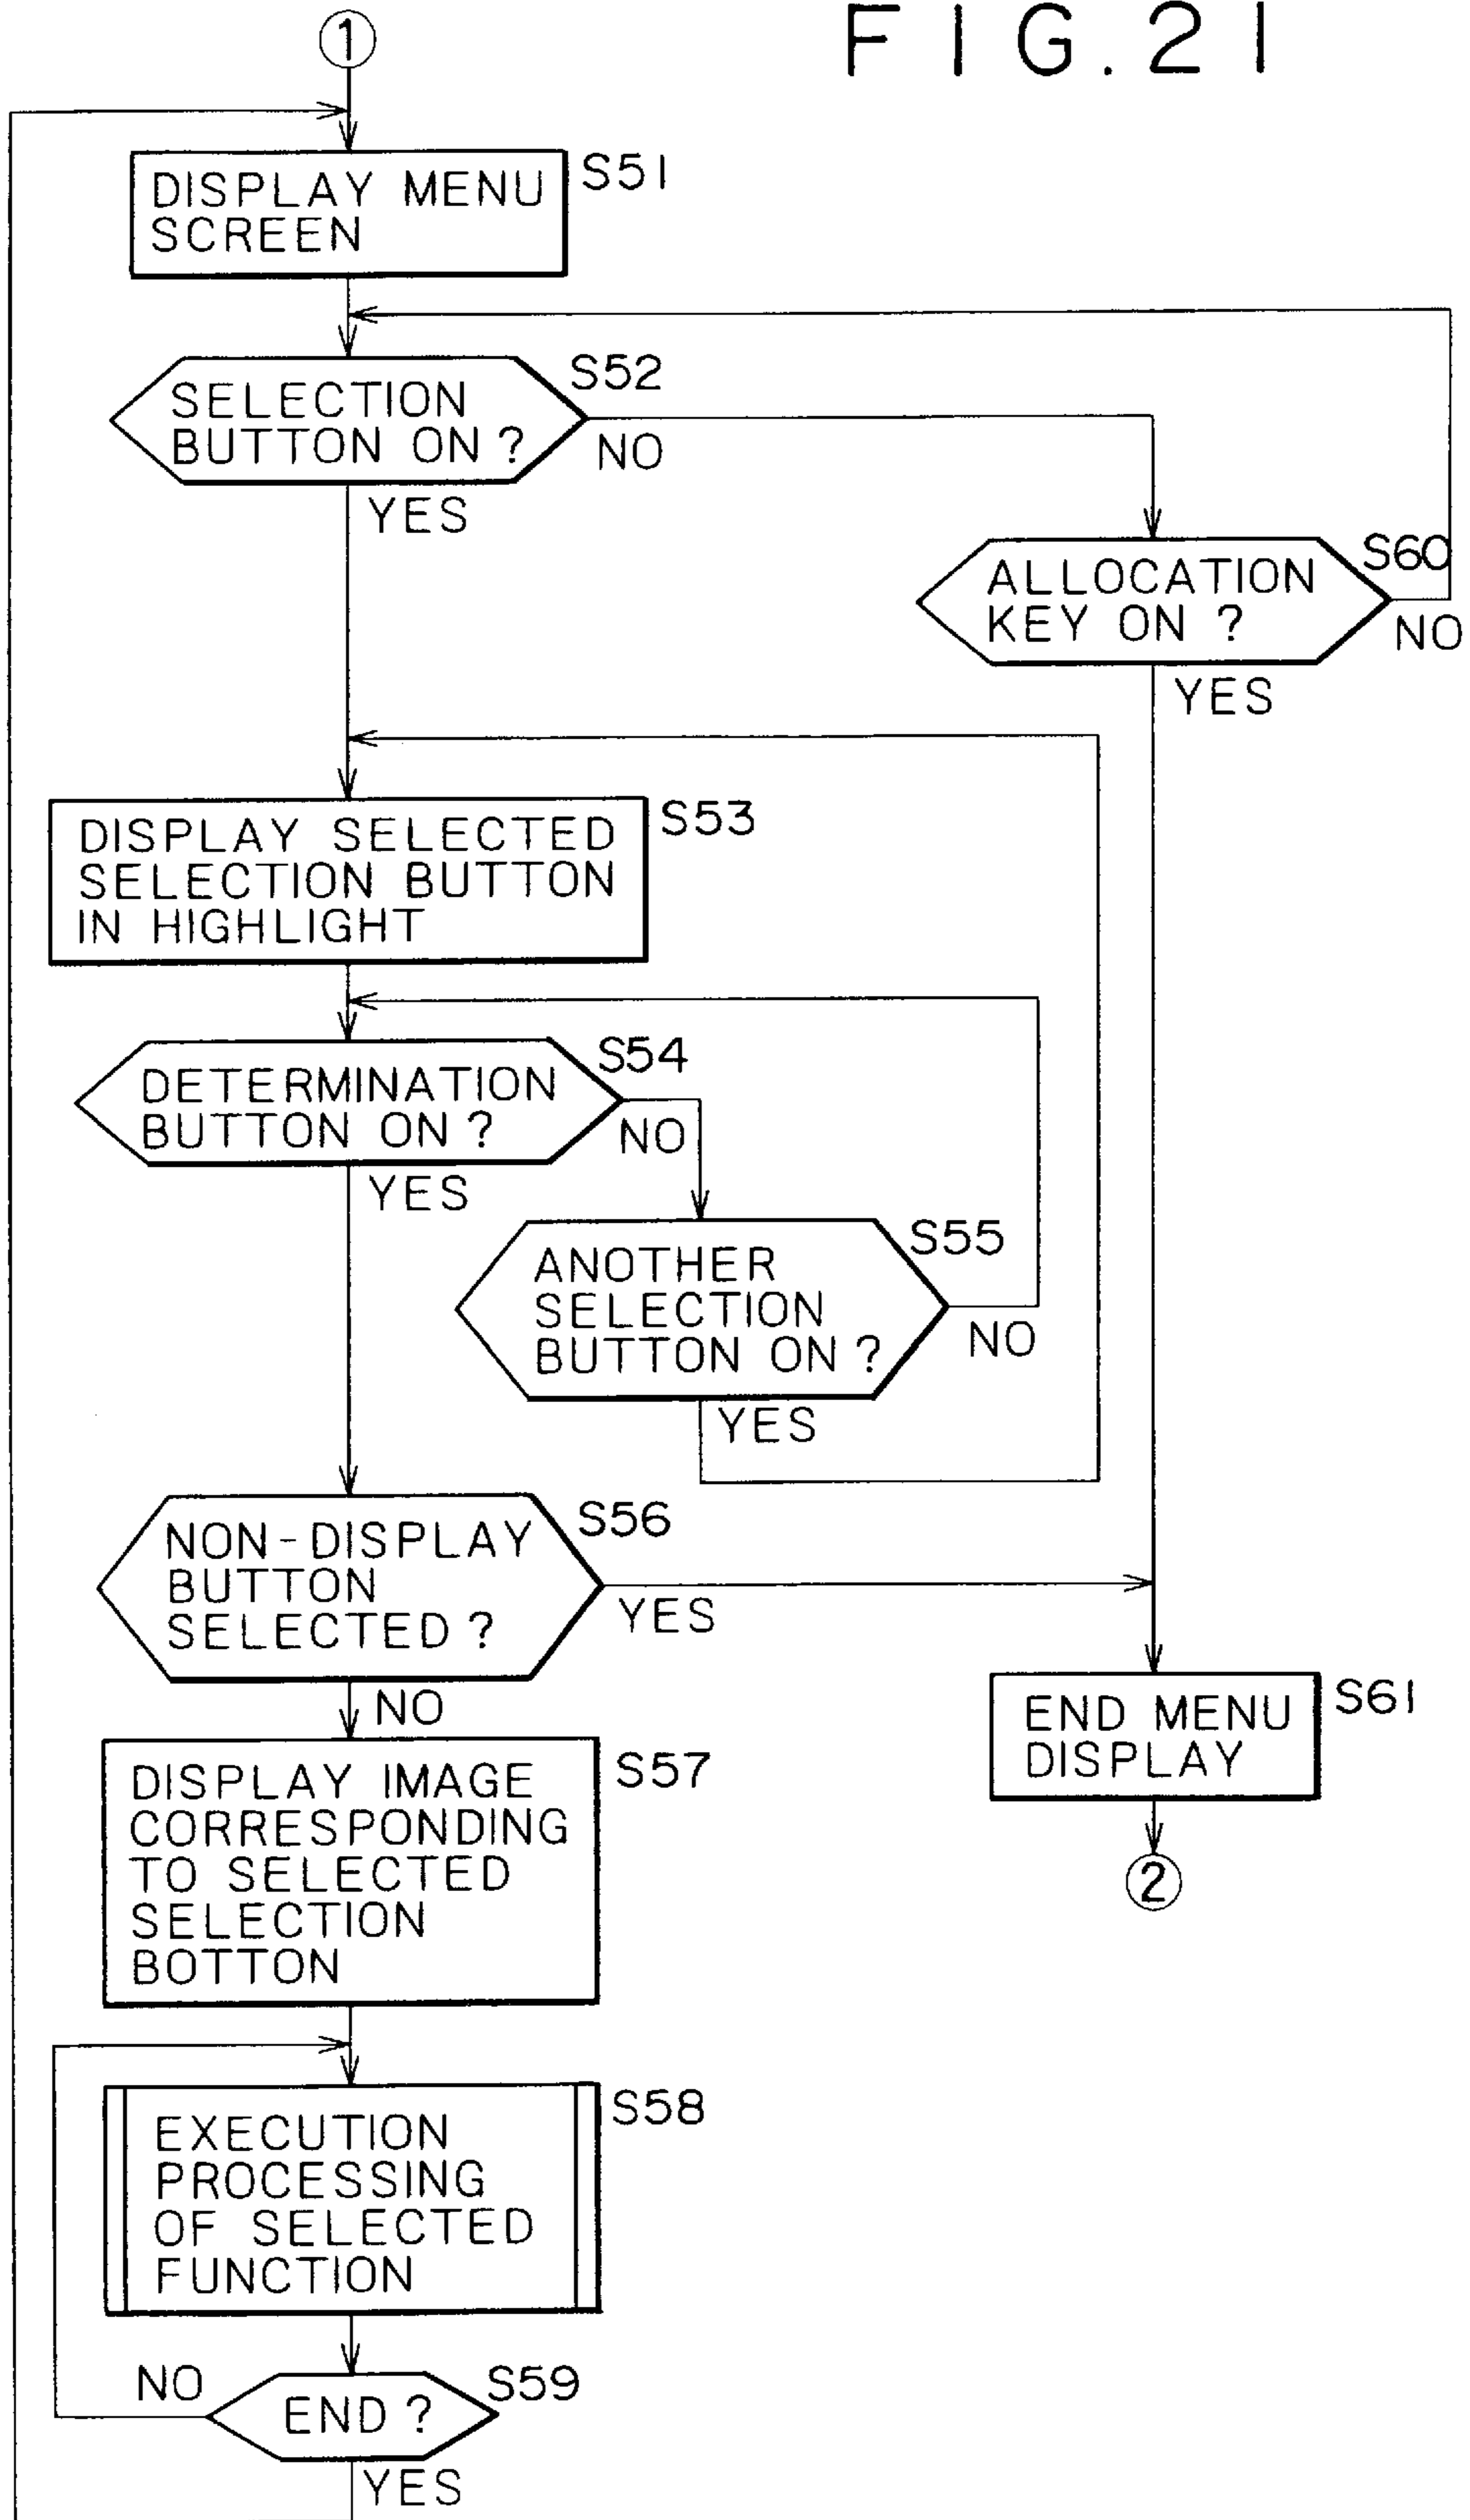 FIG.21
1
DISPLAY MENU
SCREEN
S51
SELECTION
BUTTON ON ?
S52
NO
YES
ALLOCATION
KEY ON ?
S60
NO
YES
DISPLAY SELECTED
SELECTION BUTTON
IN HIGHLIGHT
S53
DETERMINATION
BUTTON ON ?
S54
NO
YES
ANOTHER
SELECTION
BUTTON ON ?
S55
NO
YES
NON-DISPLAY
BUTTON
SELECTED ?
S56
YES
NO
END MENU
DISPLAY
S61
2
DISPLAY IMAGE
CORRESPONDING
TO SELECTED
SELECTION
BOTTON
S57
EXECUTION
PROCESSING
OF SELECTED
FUNCTION
S58
NO
END ?
S59
YES